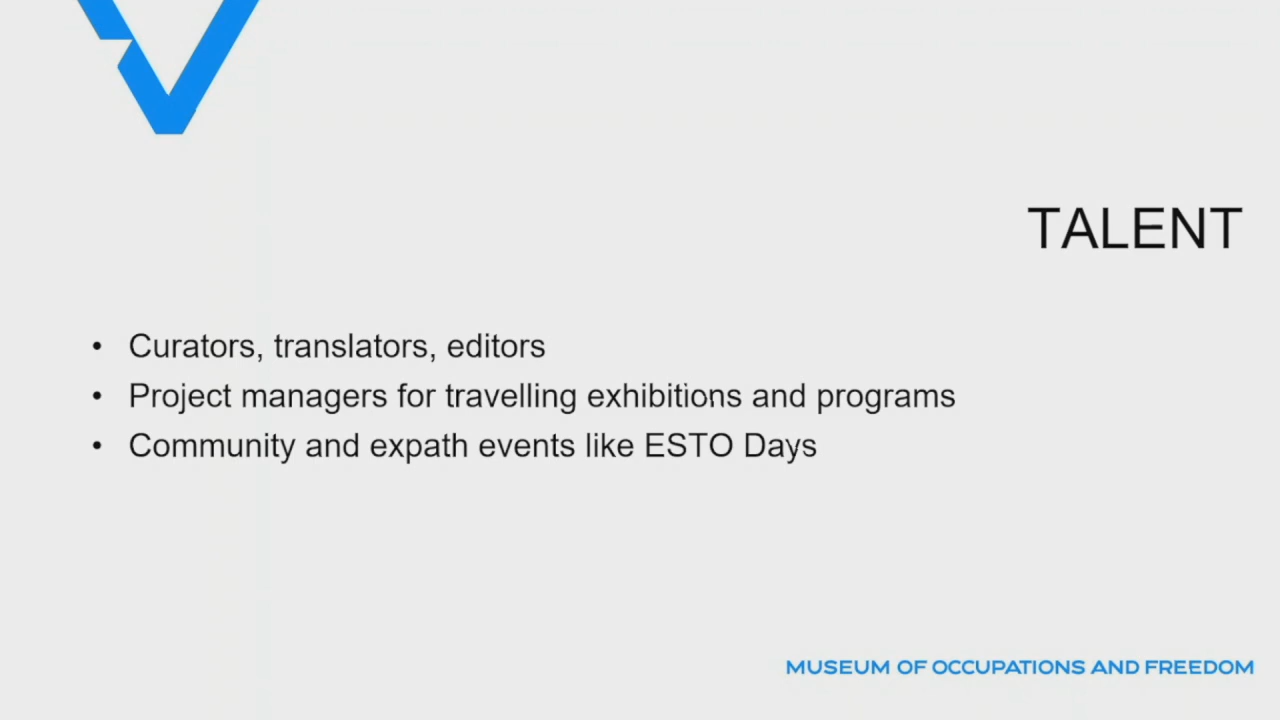 TALENT
• Curators, translators, editors
• Project managers for travelling exhibitions and programs
• Community and expath events like ESTO Days
MUSEUM OF OCCUPATIONS AND FREEDOM